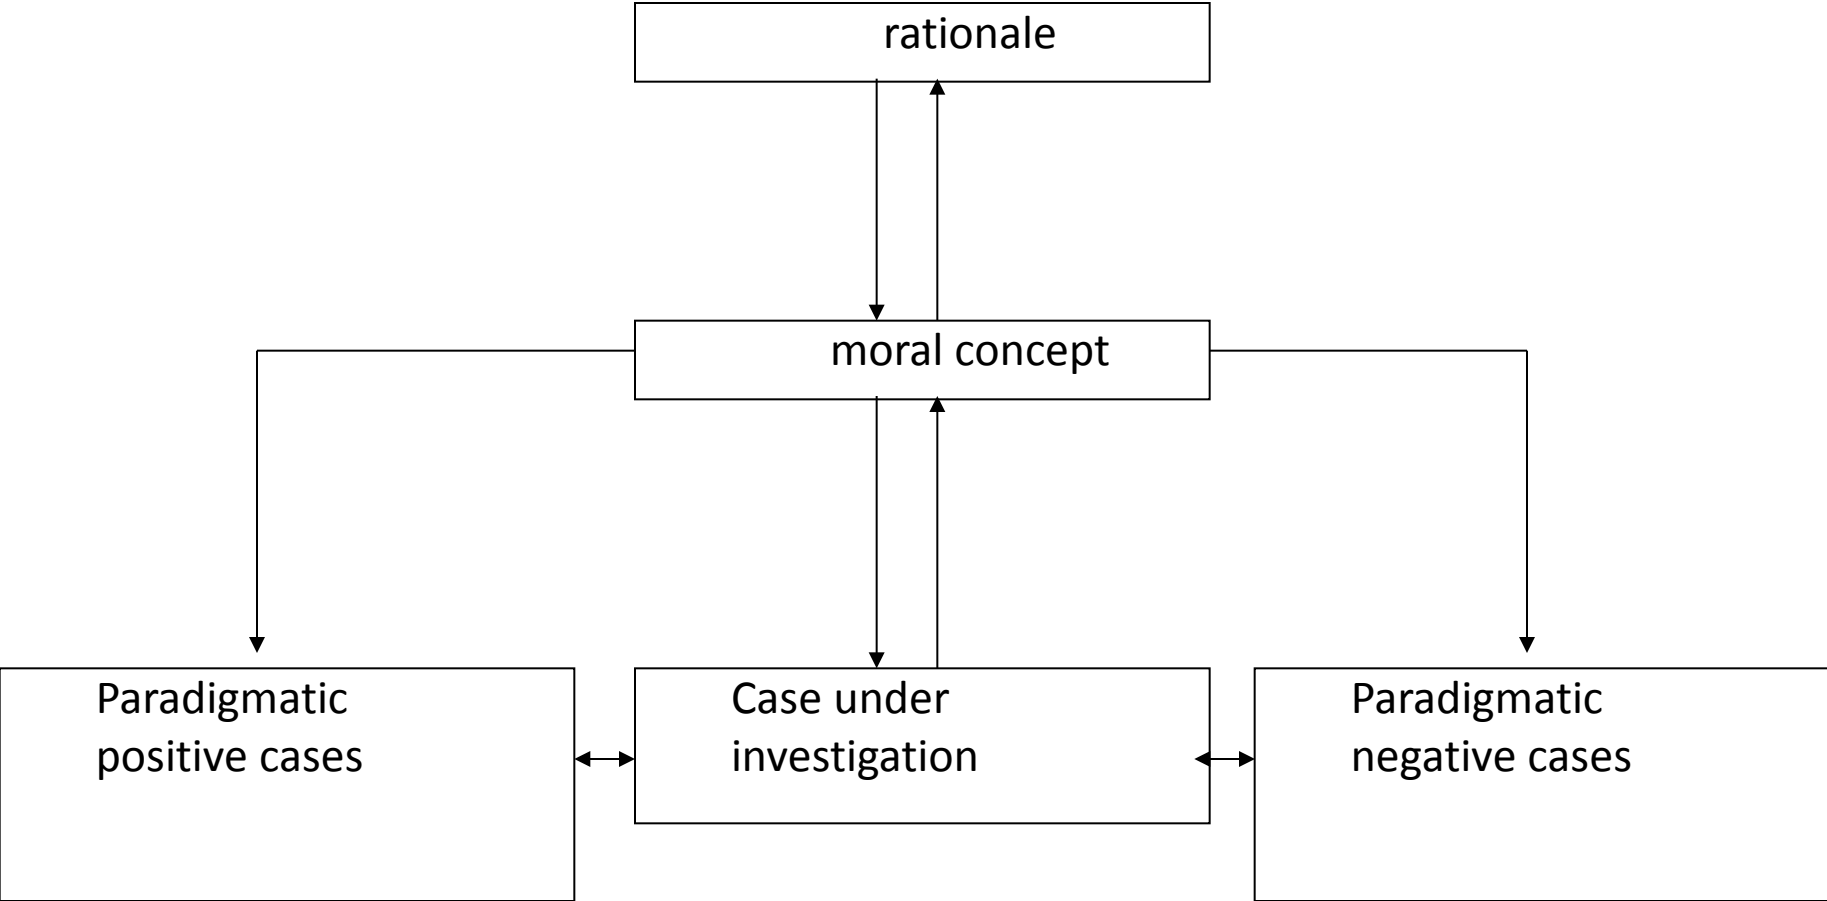 rationale
moral concept
Paradigmatic
positive cases
Case under
investigation
Paradigmatic
negative cases